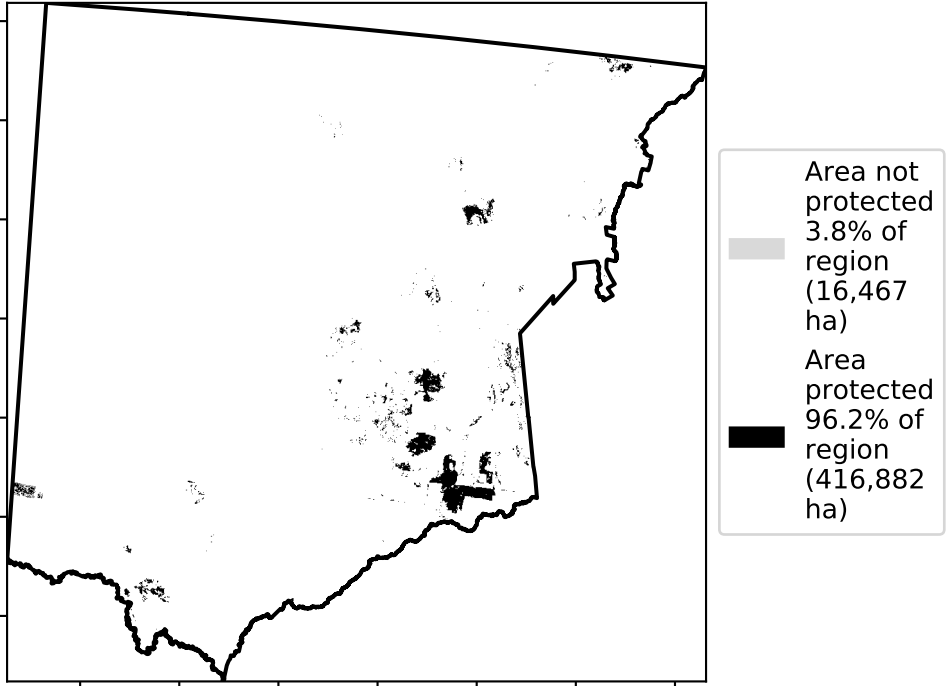 Area not
protected
3.8% of
region
(16,467
ha)
Area
protected
96.2% of
region
(416,882
ha)